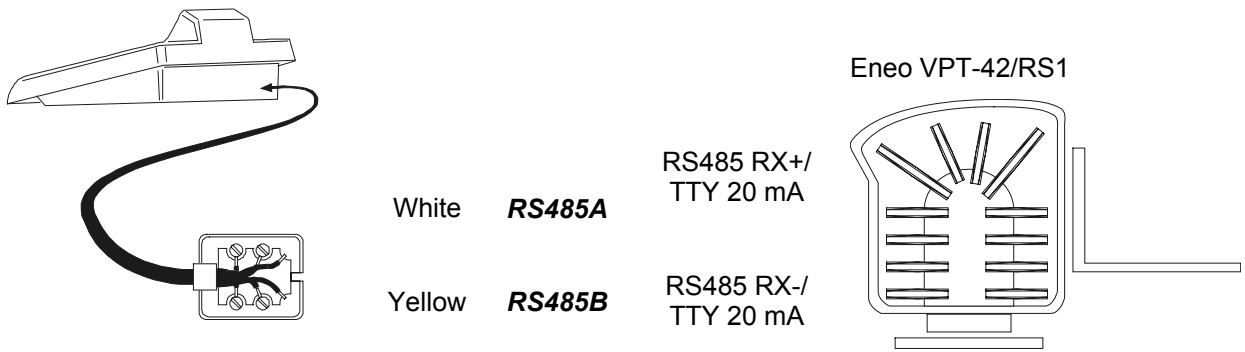 Eneo VPT-42/RS1
White RS485A RS485 RX+/
TTY 20 mA
Yellow RS485B RS485 RX-/
TTY 20 mA